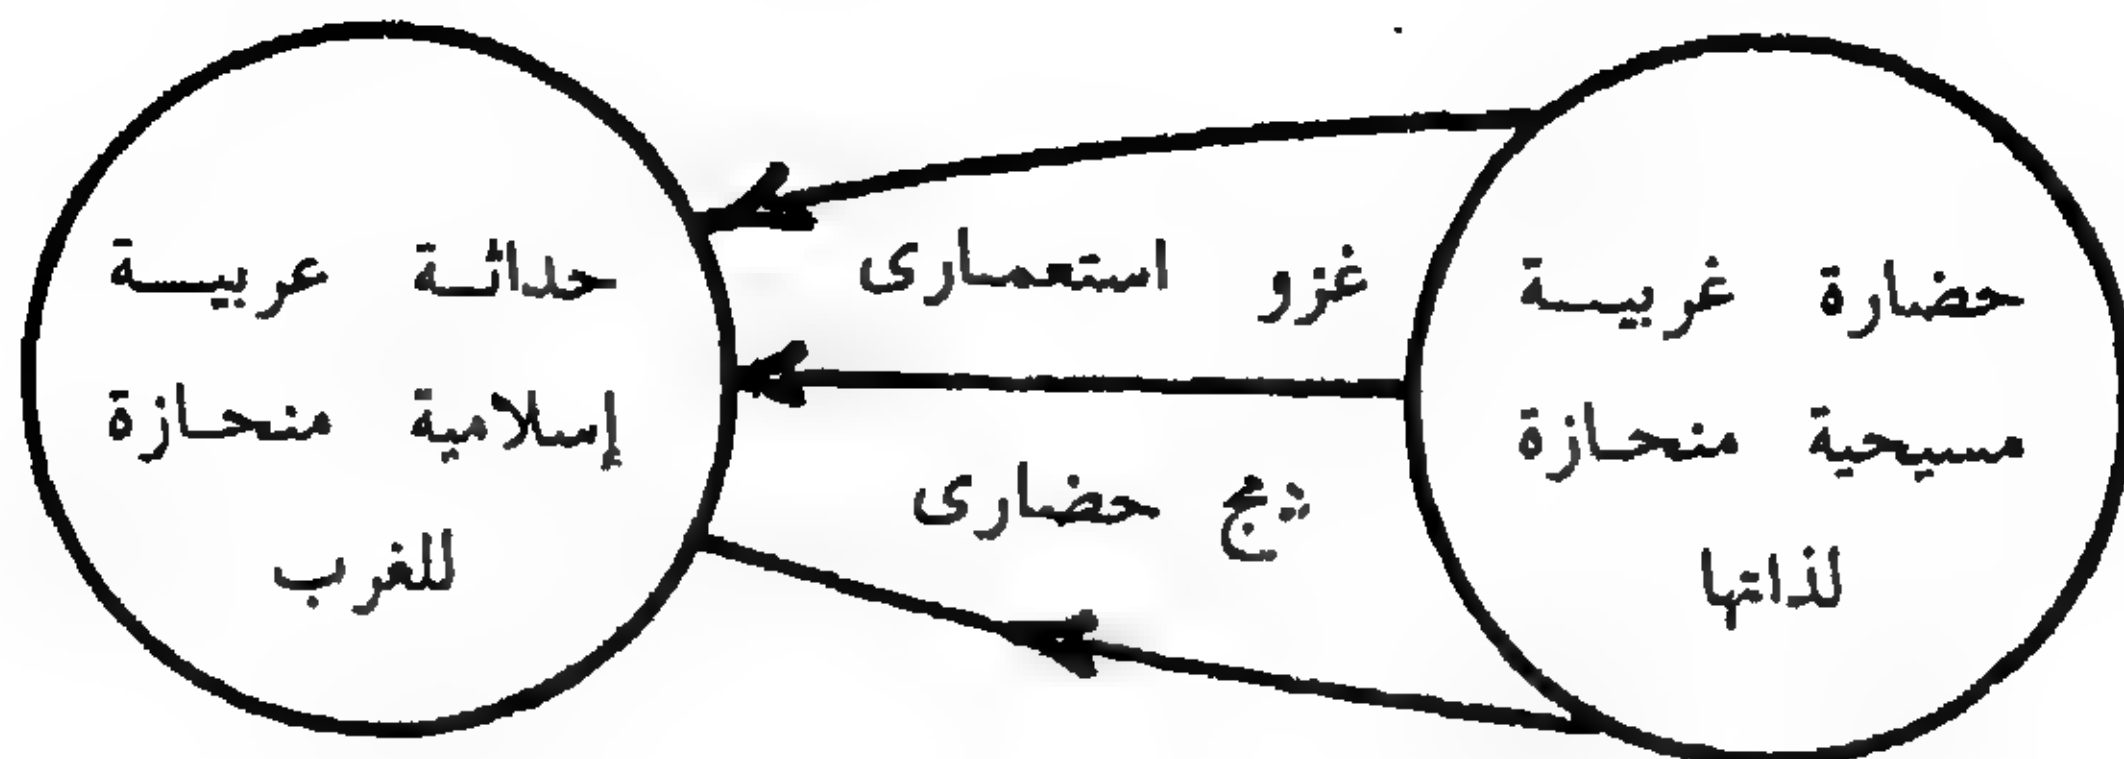 حضارة غربية
مسيحية منحازة
لذاتها
غزو استعمارى
دمج حضارى
حداثة عربية
إسلامية منحازة
للغرب